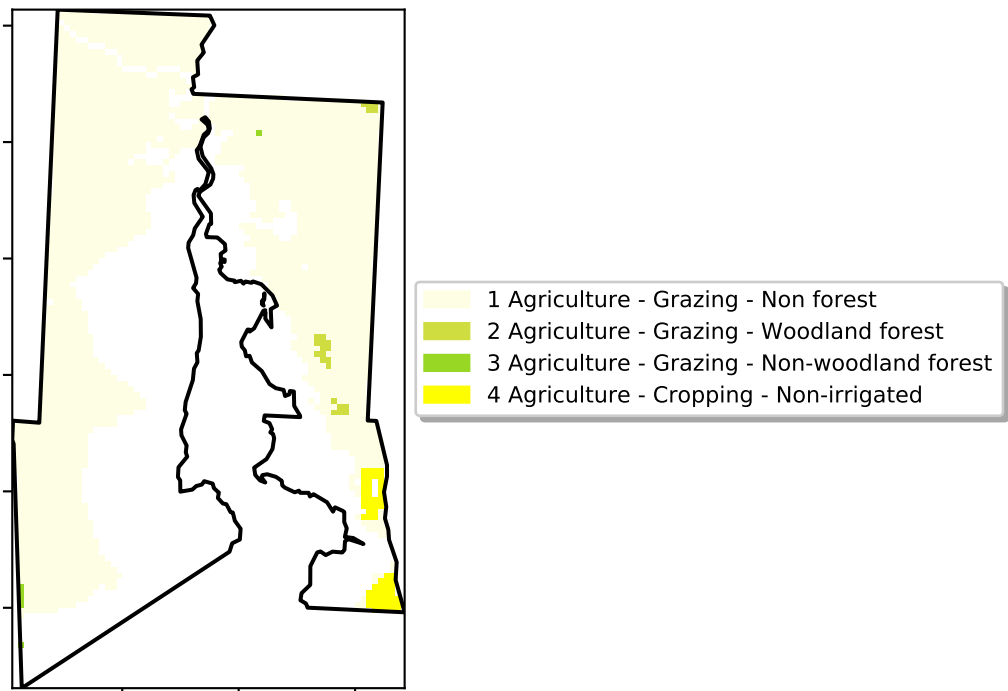 1 Agriculture - Grazing - Non forest
2 Agriculture - Grazing - Woodland forest
3 Agriculture - Grazing - Non-woodland forest
4 Agriculture - Cropping - Non-irrigated